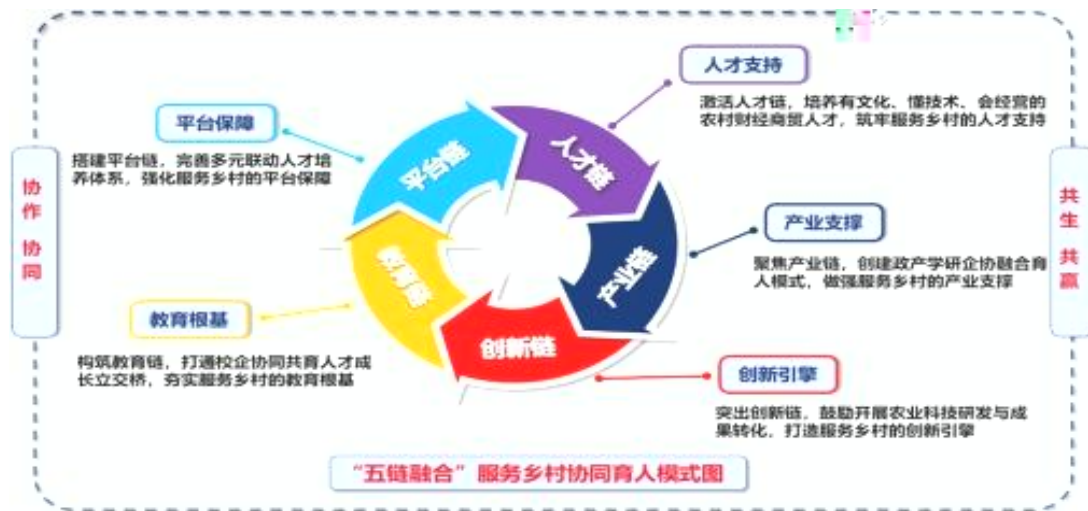 人才支持
激活人才链，培养有文化、懂技术、会经营的
农村财经商贸人才，筑牢服务乡村的人才支持
平台保障
搭建平台链，完善多元联动人才培
养体系，强化服务乡村的平台保障
平台链
人才链
协作 协同
共生 共赢
产业支撑
聚焦产业链，创建政产学研企协融合育
人模式，做强服务乡村的产业支撑
产业链
教育链
创新链
教育根基
构筑教育链，打通校企协同共育人才成
长立交桥，夯实服务乡村的教育根基
创新引擎
突出创新链，鼓励开展农业科技研发与成
果转化，打造服务乡村的创新引擎
“五链融合”服务乡村协同育人模式图